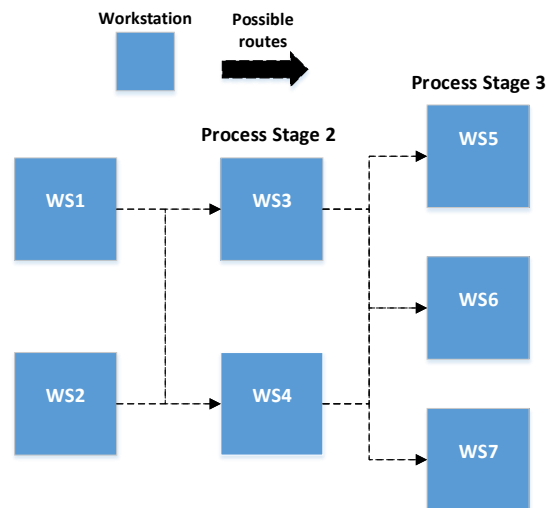 Workstation
Possible
routes
Process Stage 3
Process Stage 2
WS5
WS1
WS3
WS6
WS2
WS4
WS7